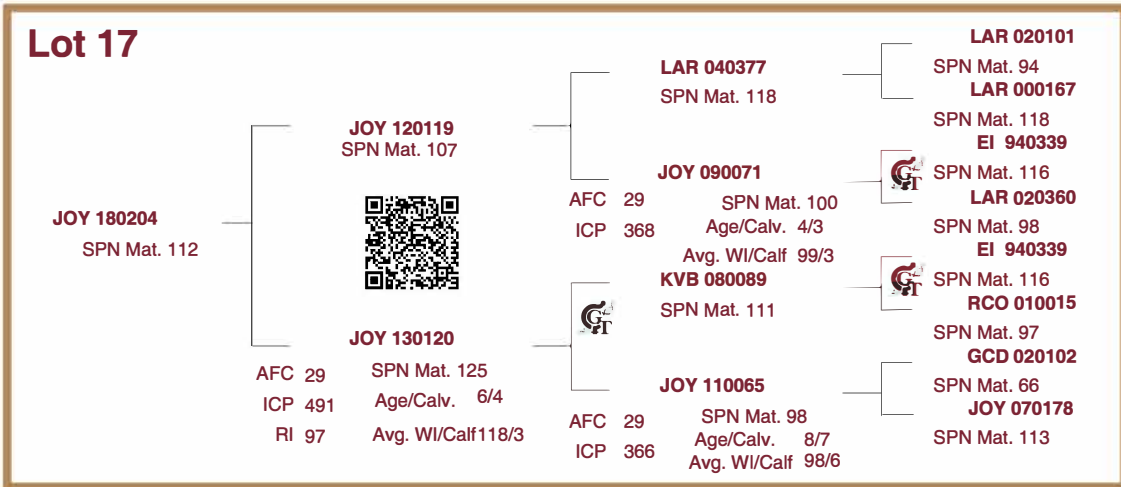 Lot 17
JOY 180204
SPN Mat. 112
JOY 120119
SPN Mat. 107
JOY 130120
AFC 29 SPN Mat. 125
ICP 491 Age/Calv. 6/4
RI 97 Avg. WI/Calf 118/3
LAR 040377
SPN Mat. 118
JOY 090071
AFC 29 SPN Mat. 100
ICP 368 Age/Calv. 4/3
Avg. WI/Calf 99/3
GT
KVB 080089
SPN Mat. 111
JOY 110065
AFC 29 SPN Mat. 98
ICP 366 Age/Calv. 8/7
Avg. WI/Calf 98/6
LAR 020101
SPN Mat. 94
LAR 000167
SPN Mat. 118
GT
EI 940339
SPN Mat. 116
LAR 020360
SPN Mat. 98
GT
EI 940339
SPN Mat. 116
RCO 010015
SPN Mat. 97
GCD 020102
SPN Mat. 66
JOY 070178
SPN Mat. 113